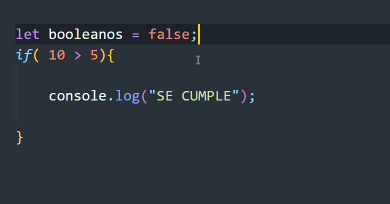 let booleanos = false;
if( 10 > 5){
console.log("SE CUMPLE");
}